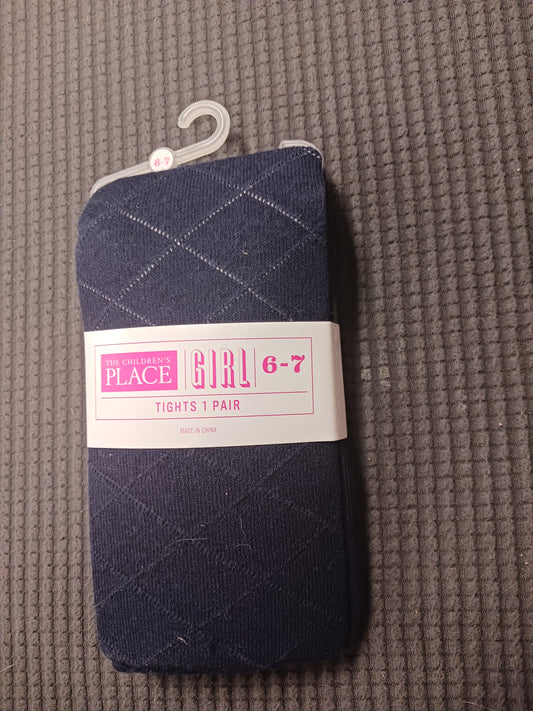 6-7
THE CHILDREN'S
PLACE
GIRL
6-7
TIGHTS 1 PAIR
MADE IN CHINA